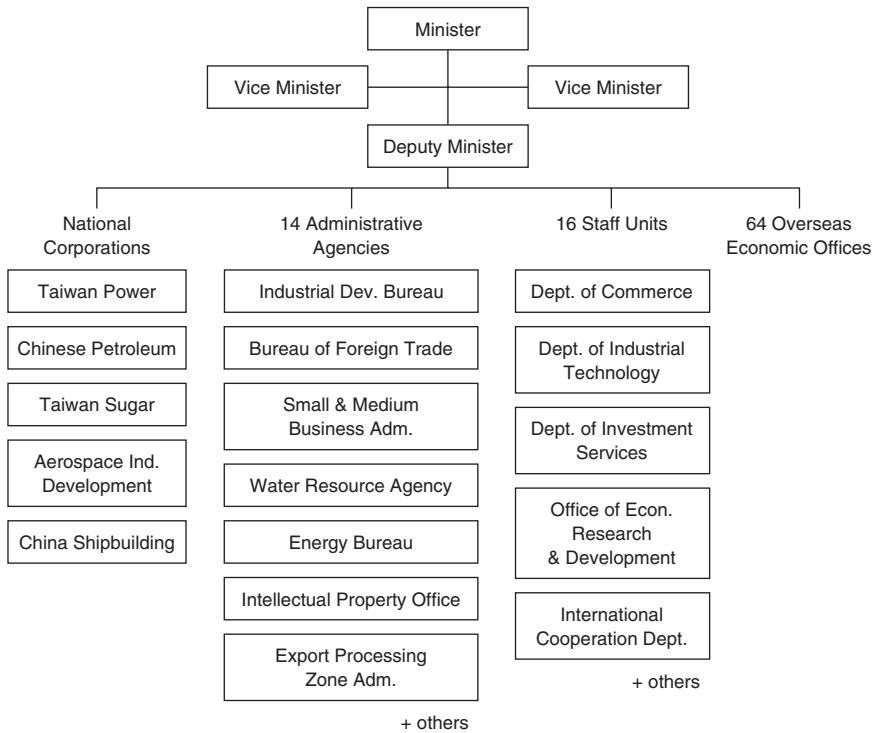 Minister
Vice Minister
Vice Minister
Deputy Minister
National
Corporations
14 Administrative
Agencies
16 Staff Units
64 Overseas
Economic Offices
Taiwan Power
Chinese Petroleum
Taiwan Sugar
Aerospace Ind.
Development
China Shipbuilding
Industrial Dev. Bureau
Bureau of Foreign Trade
Small & Medium
Business Adm.
Water Resource Agency
Energy Bureau
Intellectual Property Office
Export Processing
Zone Adm.
+ others
Dept. of Commerce
Dept. of Industrial
Technology
Dept. of Investment
Services
Office of Econ.
Research
& Development
International
Cooperation Dept.
+ others